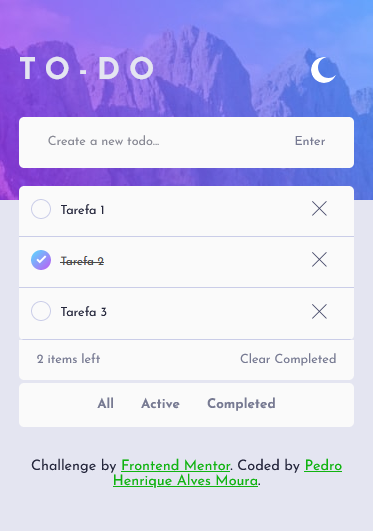 TO-DO
Create a new todo... Enter
Tarefa 1
Tarefa 2
Tarefa 3
2 items left Clear Completed
All Active Completed
Challenge by Frontend Mentor. Coded by Pedro
Henrique Alves Moura.